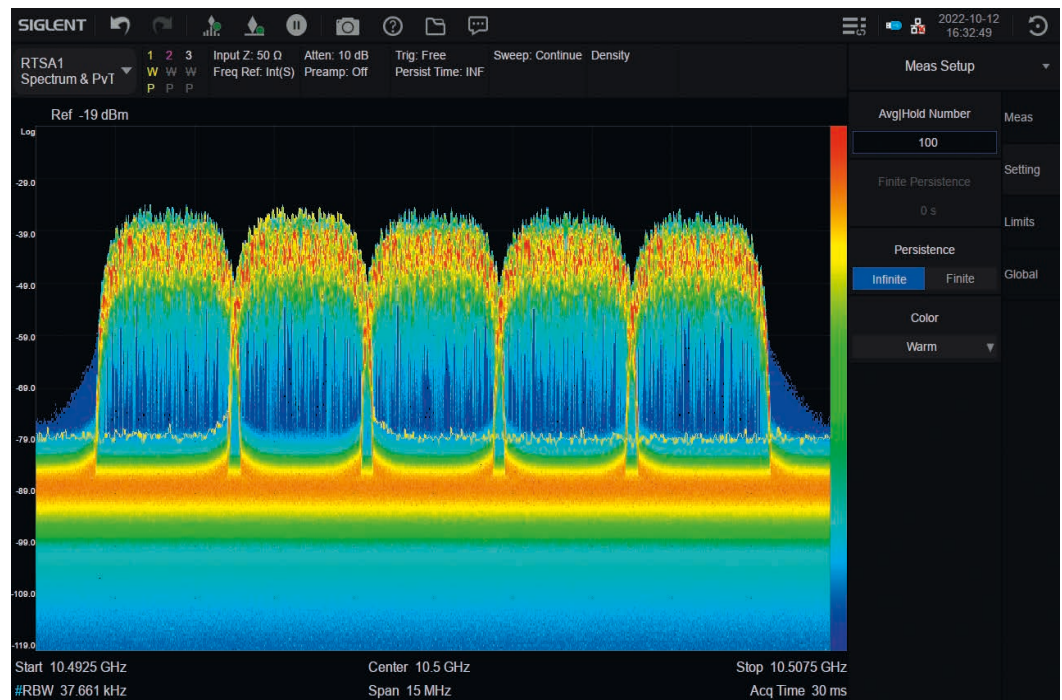 SIGLENT
2022-10-12
16:32:49
RTSA1
Spectrum & PvT
1 2 3
W W W
P P P
Input Z: 50 Ω
Freq Ref: Int(S)
Atten: 10 dB
Preamp: Off
Trig: Free
Persist Time: INF
Sweep: Continue
Density
Meas Setup
Ref -19 dBm
Log
-29.0
-39.0
-49.0
-59.0
-69.0
-79.0
-89.0
-99.0
-109.0
-119.0
Avg|Hold Number
100
Finite Persistence
0 s
Persistence
Infinite Finite
Color
Warm
Meas
Setting
Limits
Global
Start 10.4925 GHz
Center 10.5 GHz
Stop 10.5075 GHz
#RBW 37.661 kHz
Span 15 MHz
Acq Time 30 ms